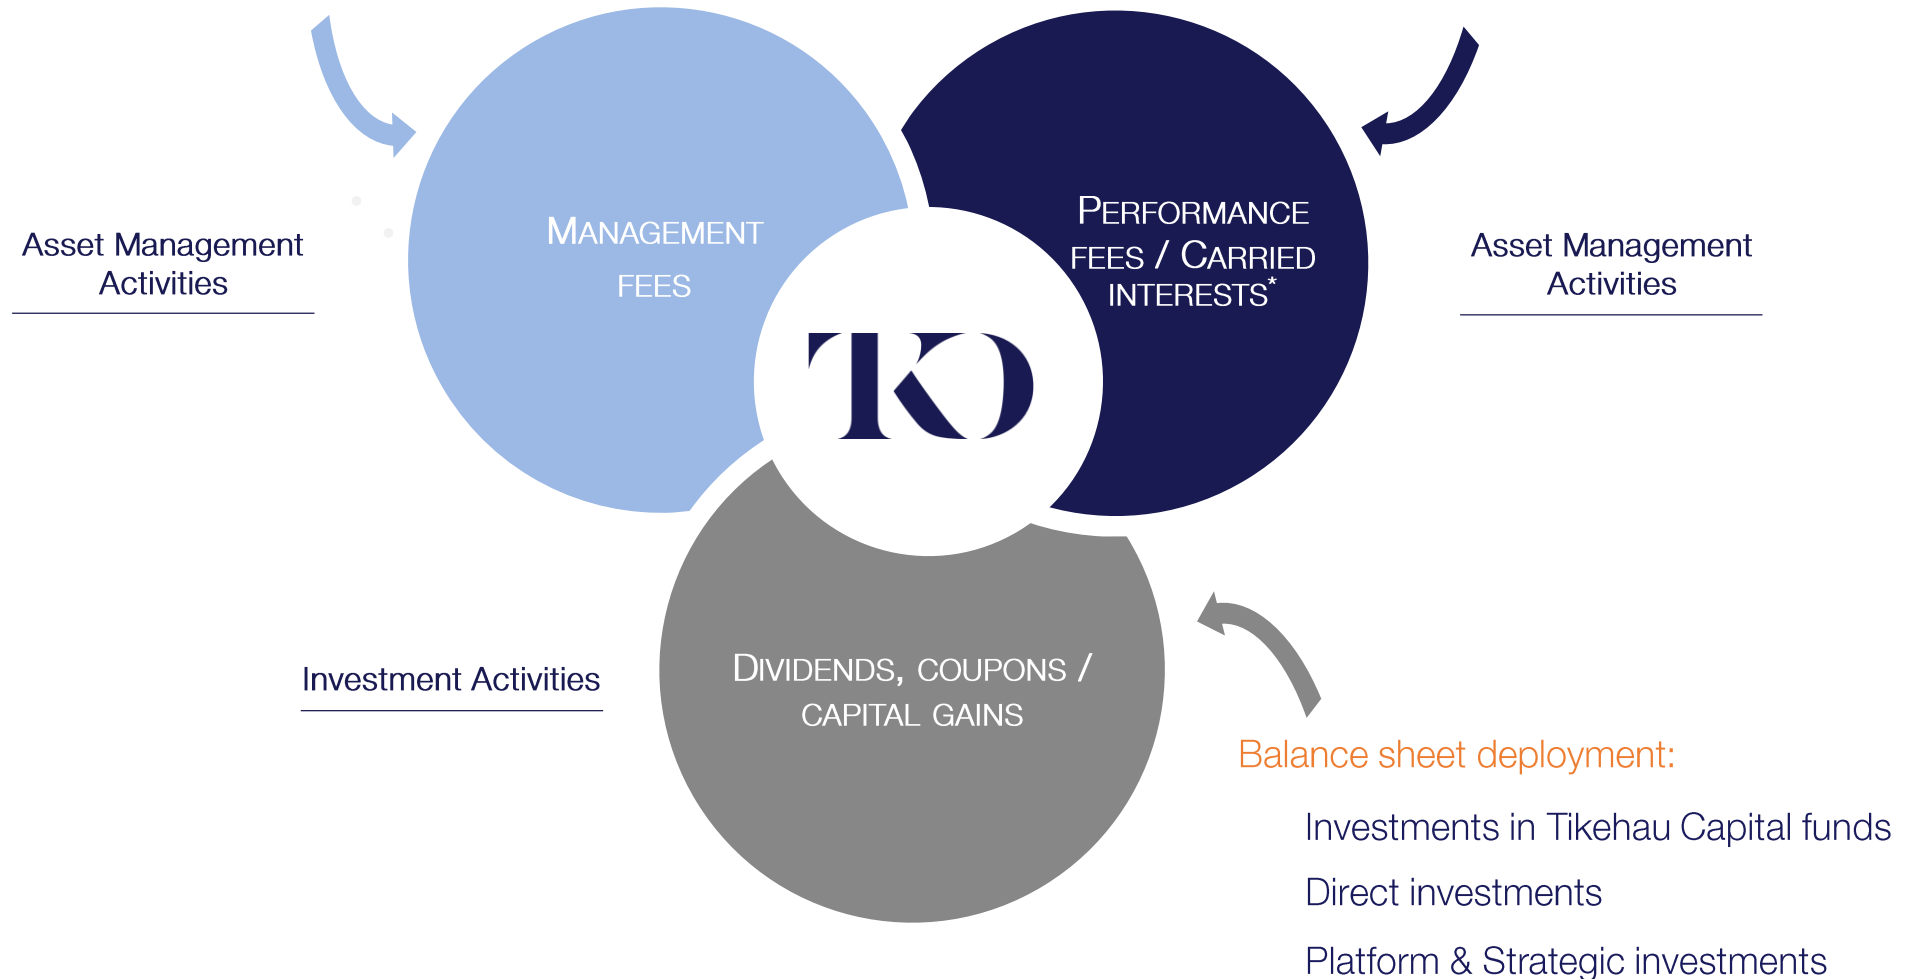 Asset Management
Activities
MANAGEMENT
FEES
PERFORMANCE
FEES / CARRIED
INTERESTS*
Asset Management
Activities
TKO
Investment Activities
DIVIDENDS, COUPONS /
CAPITAL GAINS
Balance sheet deployment:
Investments in Tikehau Capital funds
Direct investments
Platform & Strategic investments